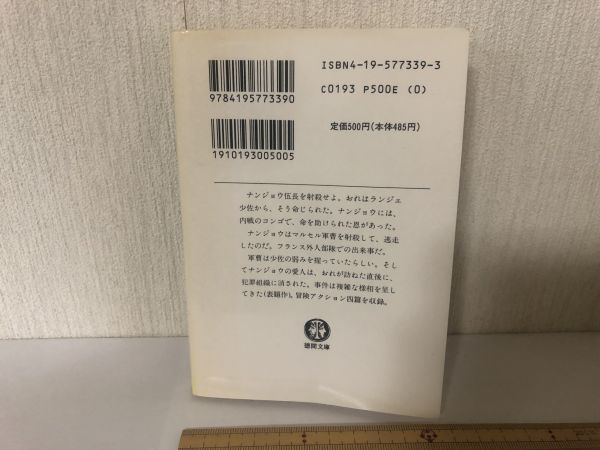 ISBN4-19-577339-3
C0193 P500E (0)
9784195773390
定価500円(本体485円)
1910193005005
ナンジョウ伍長を射殺せよ。おれはランジエ
少佐から、そう命じられた。ナンジョウには、
内戦のコンゴで、命を助けられた恩があった。
ナンジョウはマルセル軍曹を射殺して、逃走
したのだ。フランス外人部隊での出来事だ。
軍曹は少佐の弱みを握っていたらしい。そし
てナンジョウの愛人は、おれが訪ねた直後に、
犯罪組織に消された。事件は複雑な様相を呈し
てきた(表題作)。冒険アクション四篇を収録。
徳間文庫